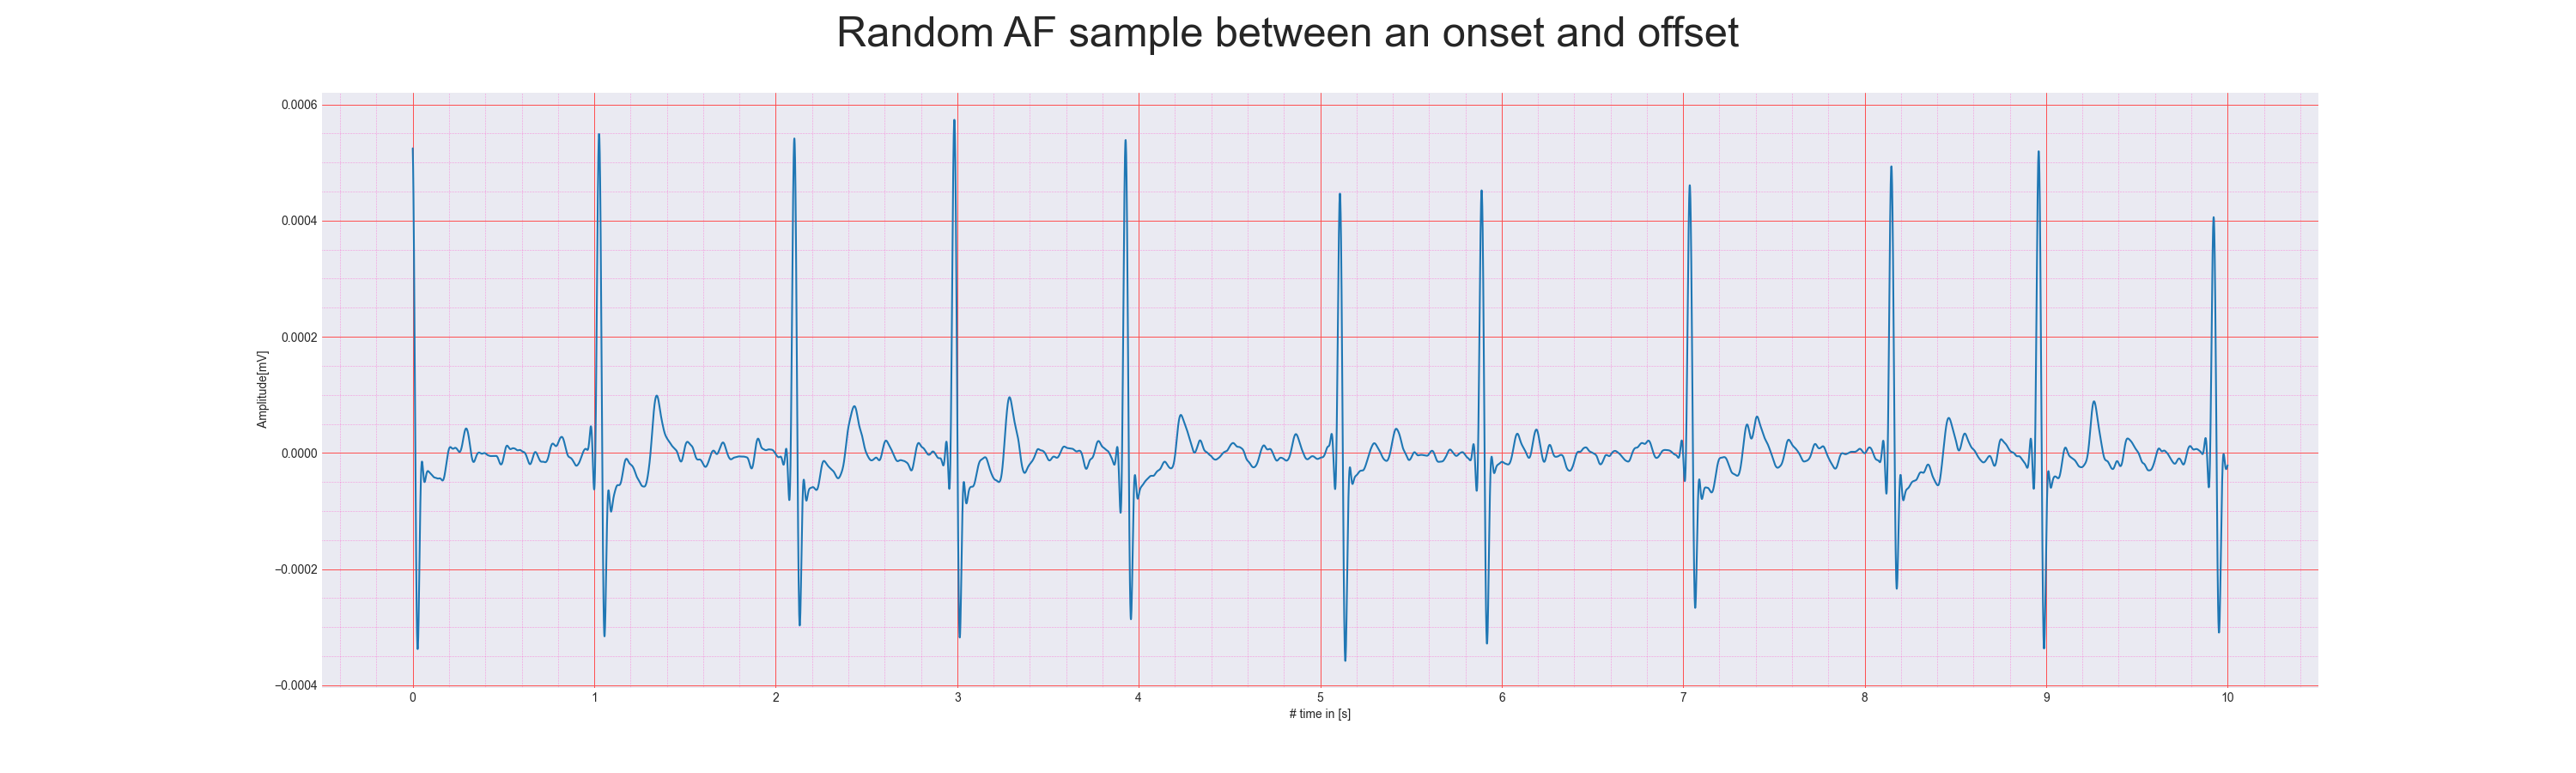 Random AF sample between an onset and offset
0.0006
0.0004
0.0002
0.0000
−0.0002
−0.0004
Amplitude[mV]
0 1 2 3 4 5 6 7 8 9 10
# time in [s]